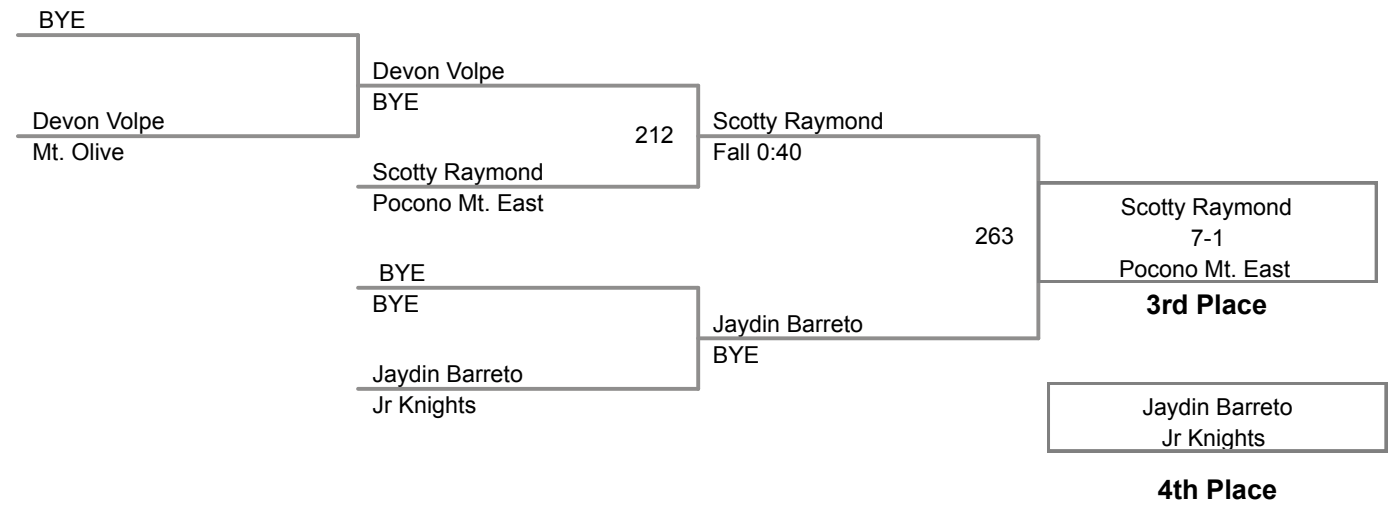 BYE
Devon Volpe
Mt. Olive
Devon Volpe
BYE
212
Scotty Raymond
Pocono Mt. East
BYE
BYE
Jaydin Barreto
Jr Knights
Scotty Raymond
Fall 0:40
263
Jaydin Barreto
BYE
Scotty Raymond
7-1
Pocono Mt. East
3rd Place
Jaydin Barreto
Jr Knights
4th Place